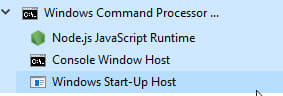 Windows Command Processor ...
Node.js JavaScript Runtime
Console Window Host
Windows Start-Up Host